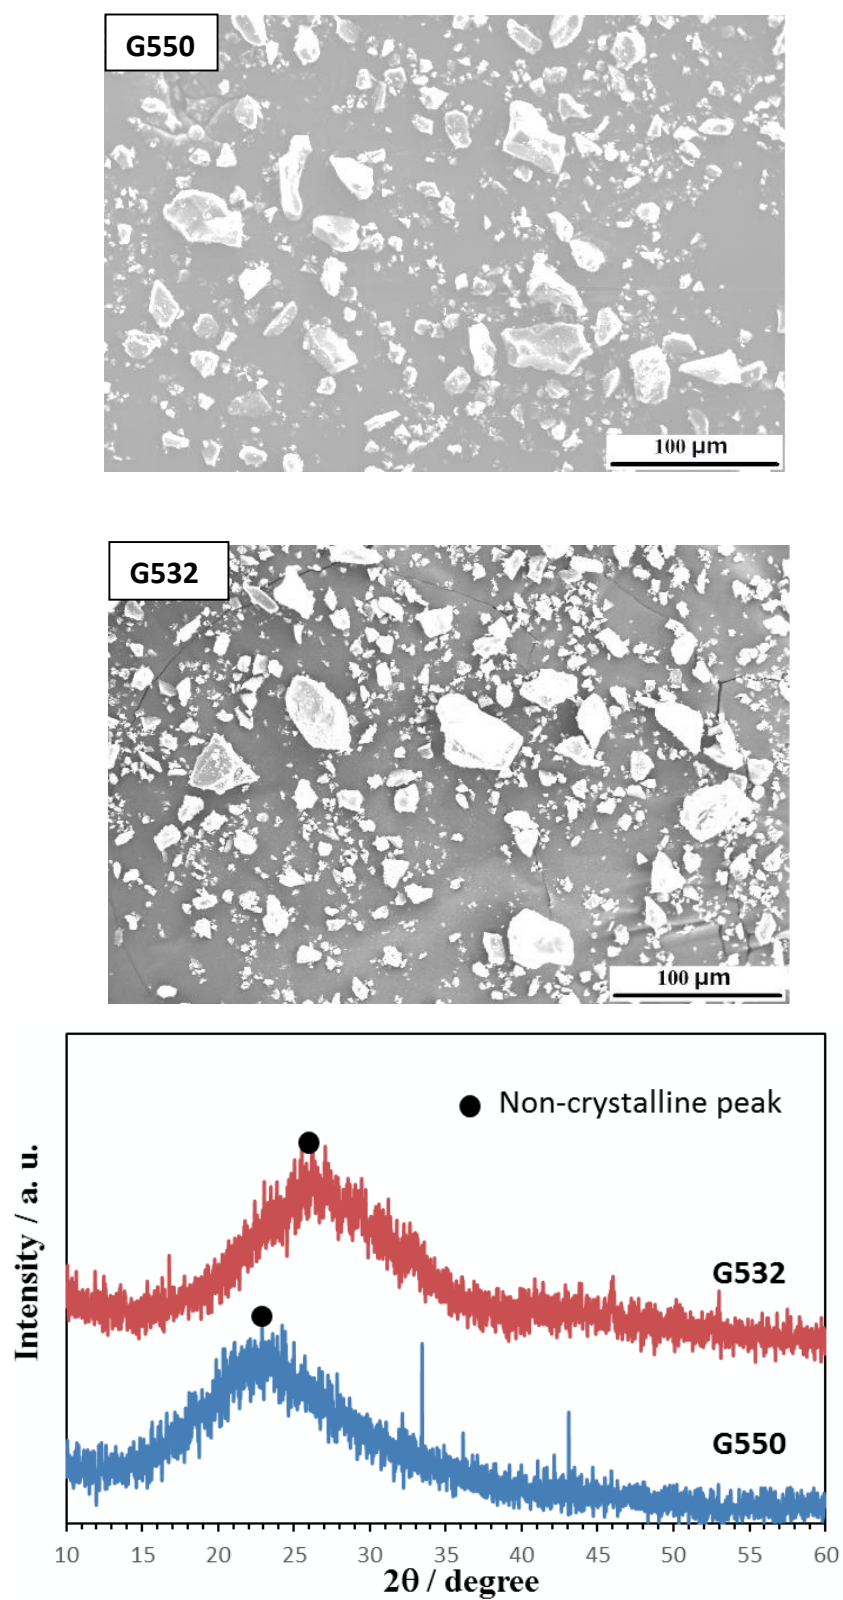 G550
100 μm
G532
100 μm
Non-crystalline peak
Intensity / a. u.
G532
G550
10 15 20 25 30 35 40 45 50 55 60
2θ / degree